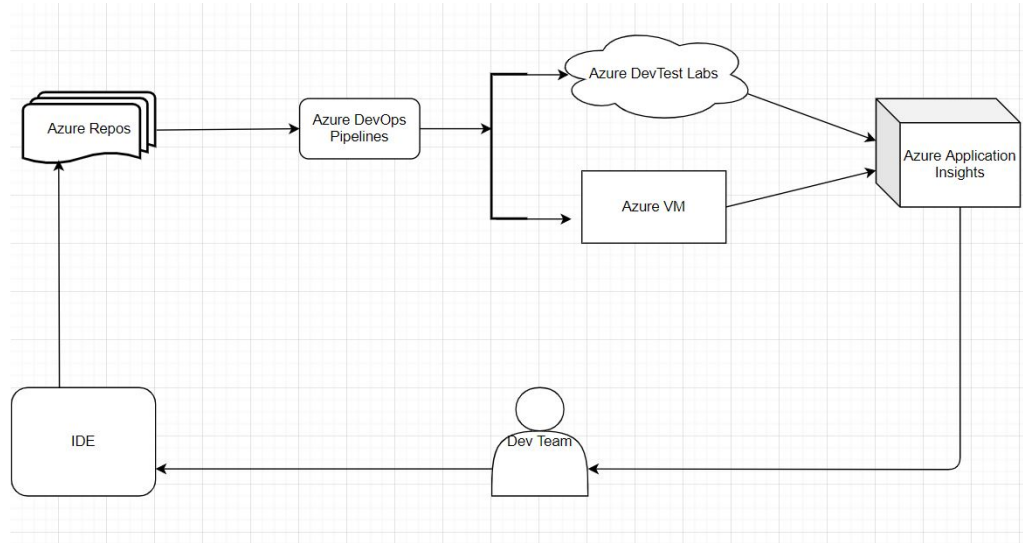 Azure Repos
Azure DevOps
Pipelines
Azure DevTest Labs
Azure VM
Azure Application
Insights
IDE
Dev Team